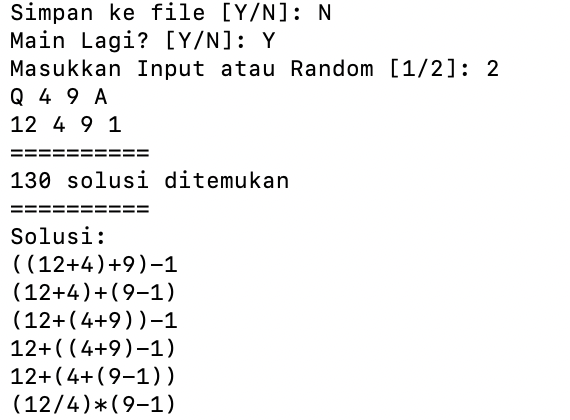 Simpan ke file [Y/N]: N
Main Lagi? [Y/N]: Y
Masukkan Input atau Random [1/2]: 2
Q 4 9 A
12 4 9 1
==========
130 solusi ditemukan
==========
Solusi:
((12+4)+9)-1
(12+4)+(9-1)
(12+(4+9))-1
12+((4+9)-1)
12+(4+(9-1))
(12/4)*(9-1)